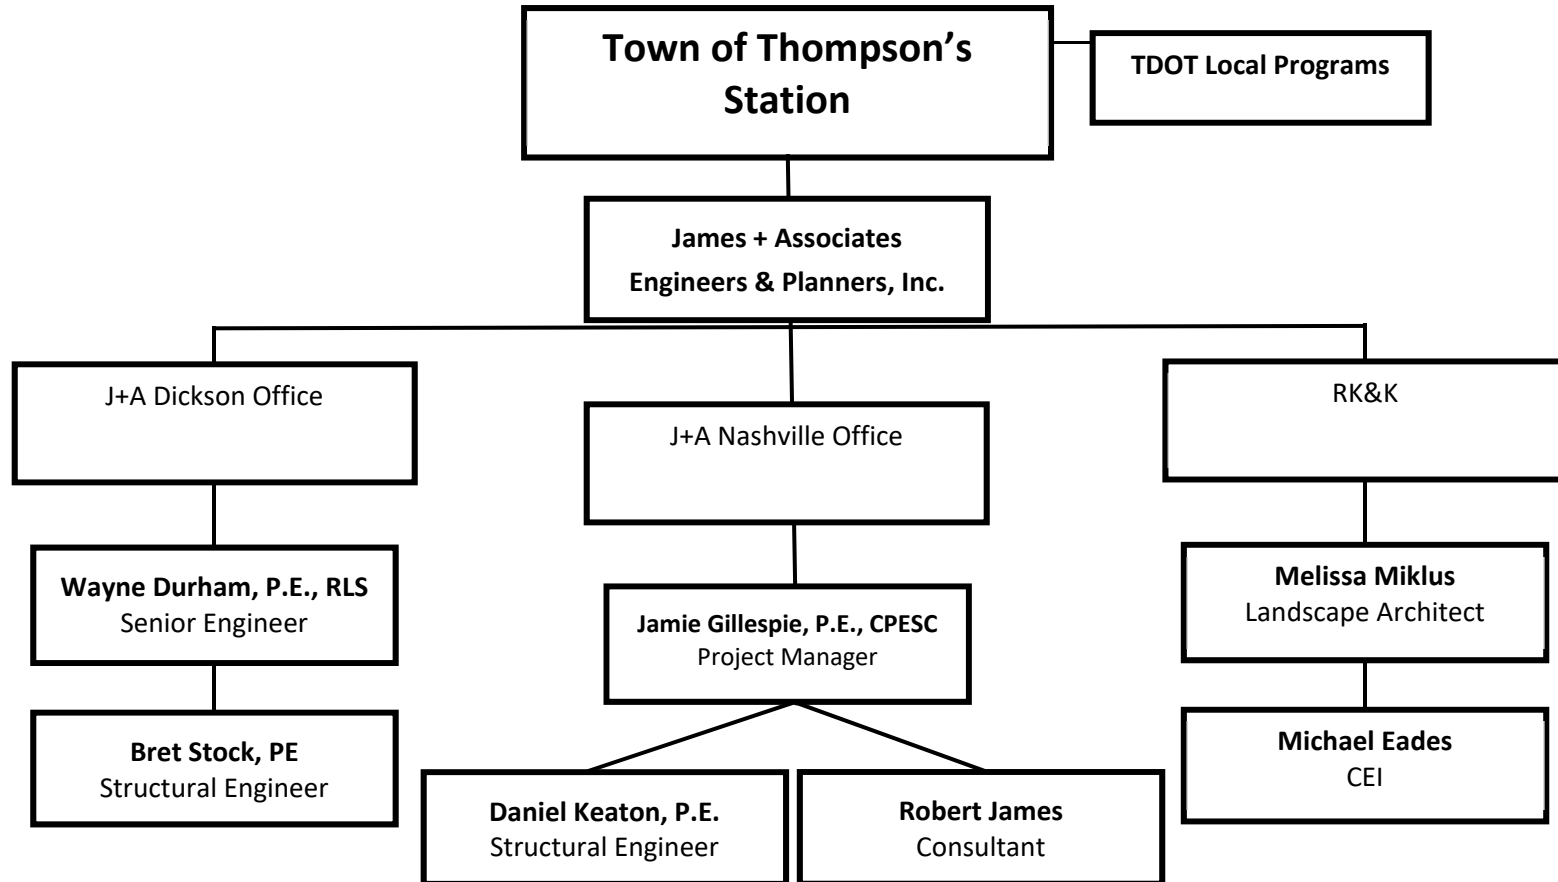 Town of Thompson’s
Station
TDOT Local Programs
James + Associates
Engineers & Planners, Inc.
J+A Dickson Office
J+A Nashville Office
RK&K
Wayne Durham, P.E., RLS
Senior Engineer
Jamie Gillespie, P.E., CPESC
Project Manager
Melissa Miklus
Landscape Architect
Bret Stock, PE
Structural Engineer
Daniel Keaton, P.E.
Structural Engineer
Robert James
Consultant
Michael Eades
CEI